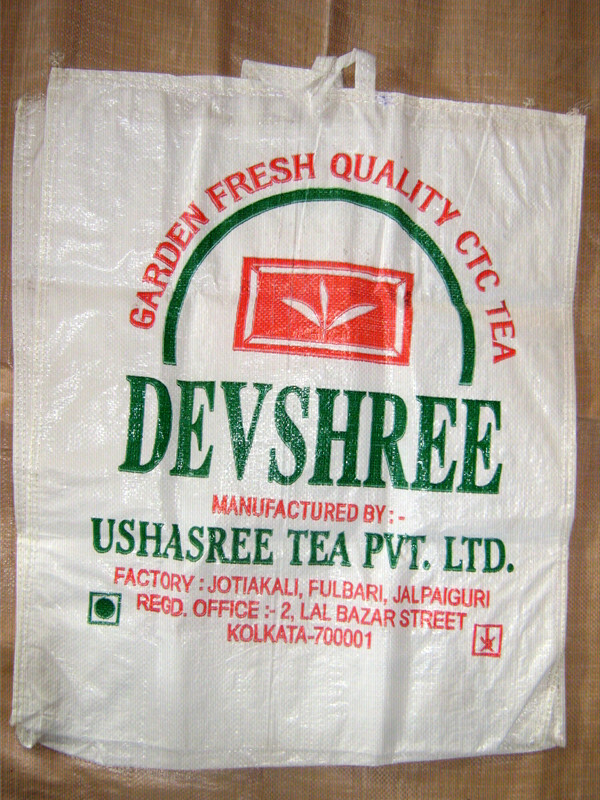 GARDEN FRESH QUALITY CTC TEA
DEVSHREE
MANUFACTURED BY : -
USHASREE TEA PVT. LTD.
FACTORY : JOTIAKALI, FULBARI, JALPAIGURI
REGD. OFFICE :- 2, LAL BAZAR STREET
KOLKATA-700001